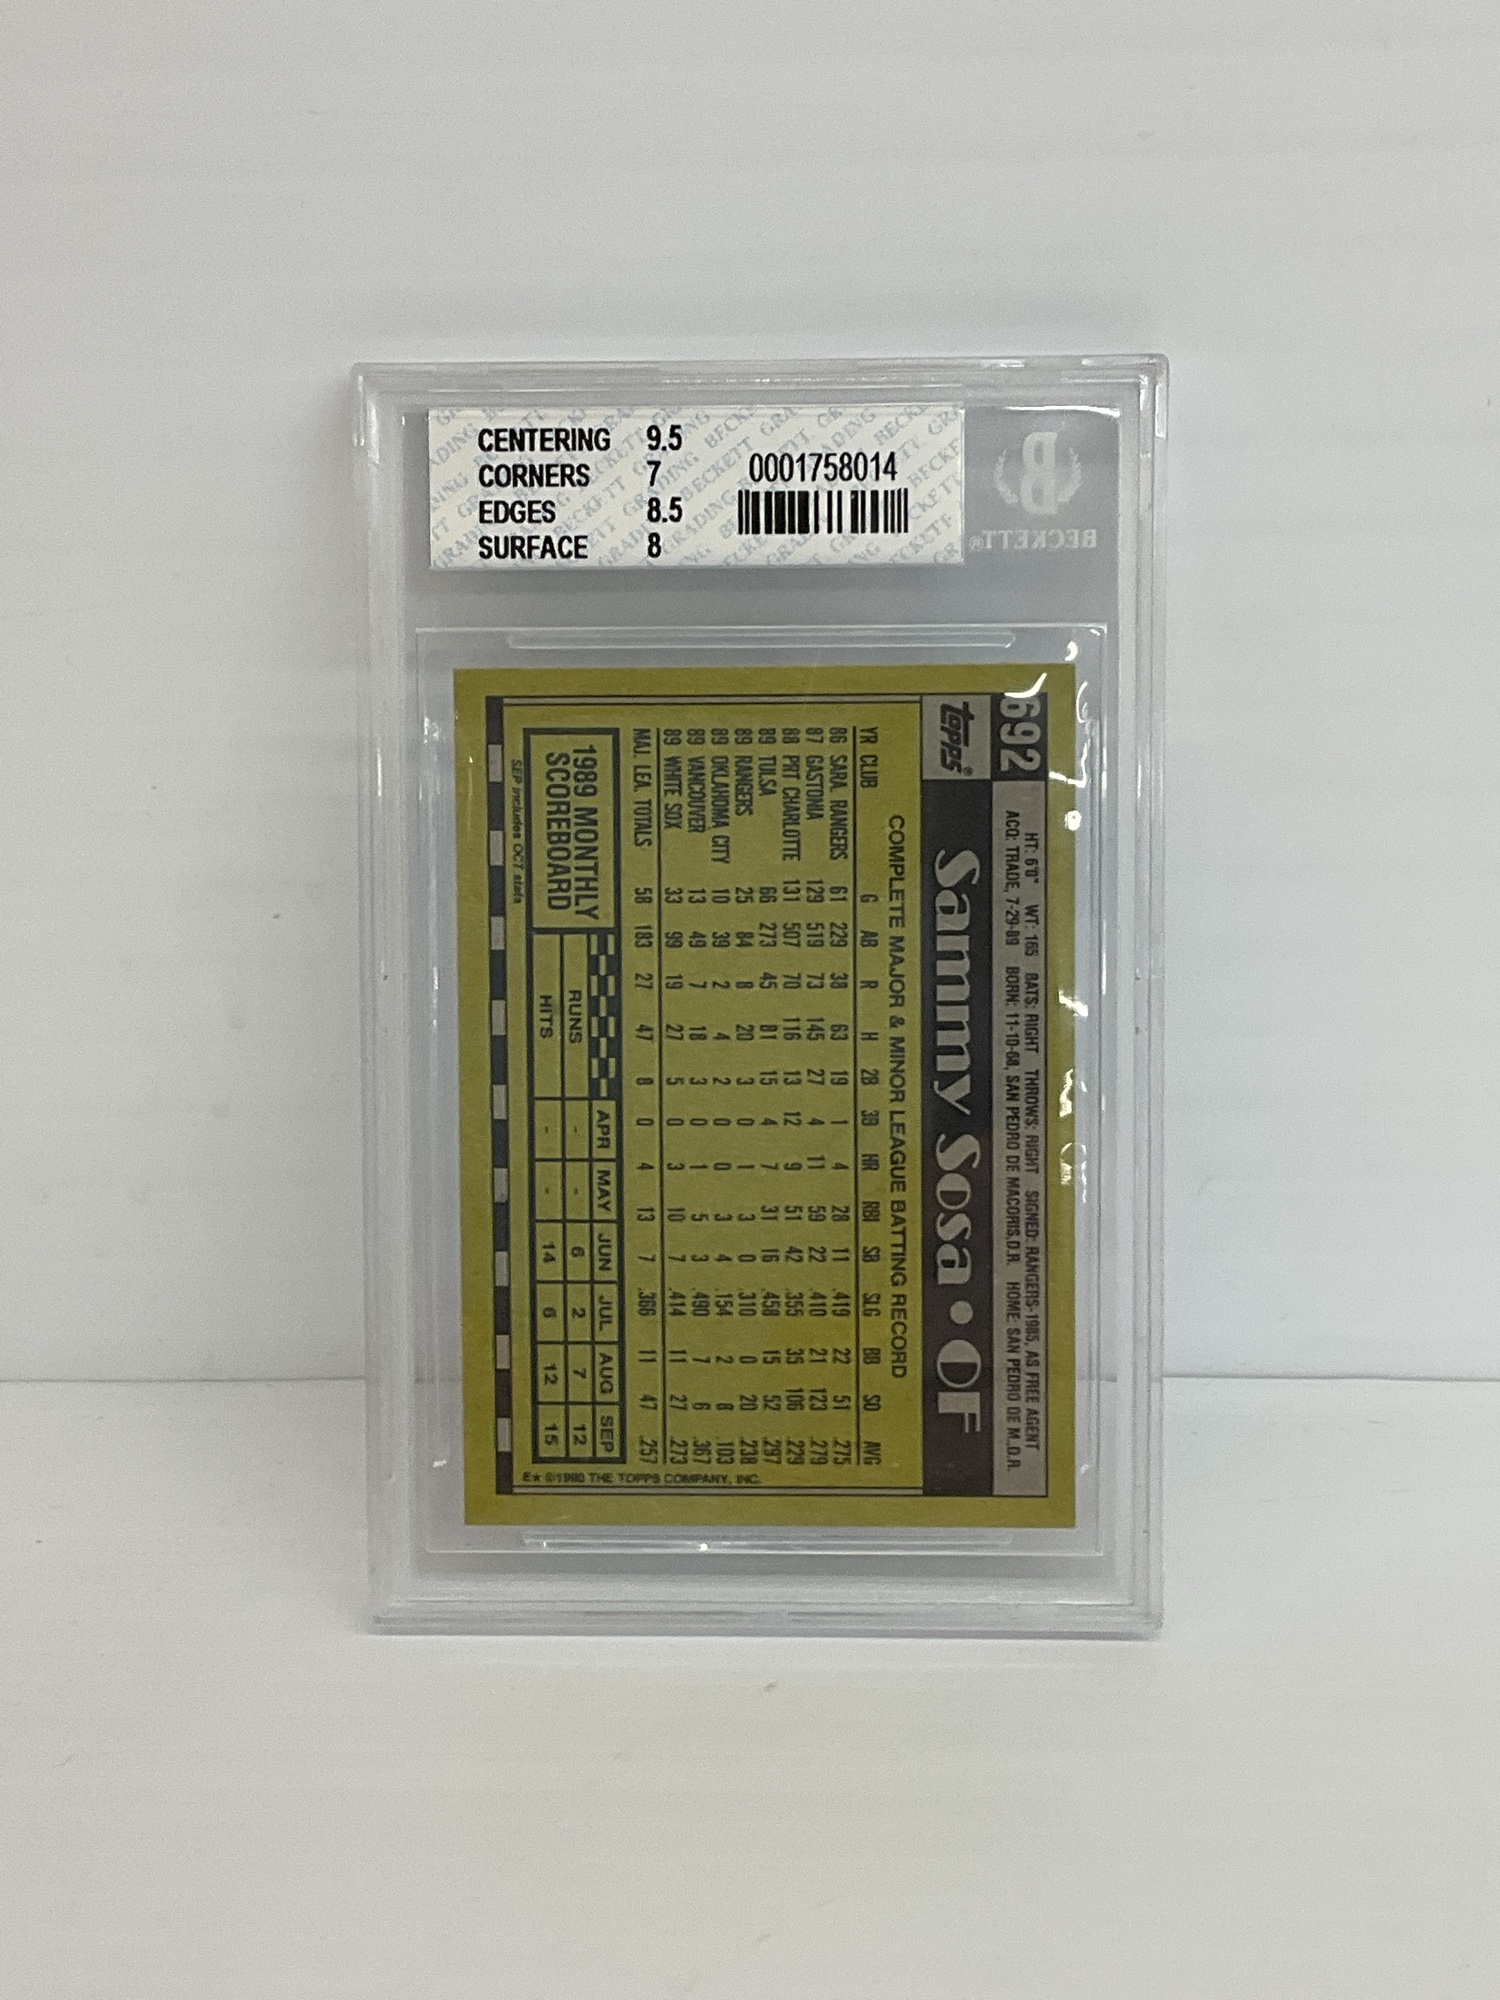 CENTERING 9.5
CORNERS 7
EDGES 8.5
SURFACE 8
0001758014
BECKETT®
692
HT: 6'0" WT: 165 BATS: RIGHT THROWS: RIGHT SIGNED: RANGERS-1985, AS FREE AGENT
ACQ: TRADE, 7-29-89 BORN: 11-10-68, SAN PEDRO DE MACORIS, D.R. HOME: SAN PEDRO DE M., D.R.
topps®
Sammy Sosa • OF
COMPLETE MAJOR & MINOR LEAGUE BATTING RECORD
YR CLUB G AB R H 2B 3B HR RBI SB SLG BB SO AVG
86 SARA. RANGERS 61 229 38 63 19 1 4 28 11 .419 22 51 .275
87 GASTONIA 129 519 73 145 27 4 11 59 22 .410 21 123 .279
88 PRT CHARLOTTE 131 507 70 116 13 12 9 51 42 .355 35 106 .229
89 TULSA 66 273 45 81 15 4 7 31 16 .458 15 52 .297
89 RANGERS 25 84 8 20 3 0 1 3 0 .310 0 20 .238
89 OKLAHOMA CITY 10 39 2 4 2 0 0 3 4 .154 2 8 .103
89 VANCOUVER 13 49 7 18 3 0 1 5 3 .490 7 6 .367
89 WHITE SOX 33 99 19 27 5 0 3 10 7 .414 11 27 .273
MAJ. LEA. TOTALS 58 183 27 47 8 0 4 13 7 .366 11 47 .257
1989 MONTHLY
SCOREBOARD
APR MAY JUN JUL AUG SEP
RUNS - - 6 2 7 12
HITS - - 14 6 12 15
SEP includes OCT stats
E* ©1990 THE TOPPS COMPANY, INC.